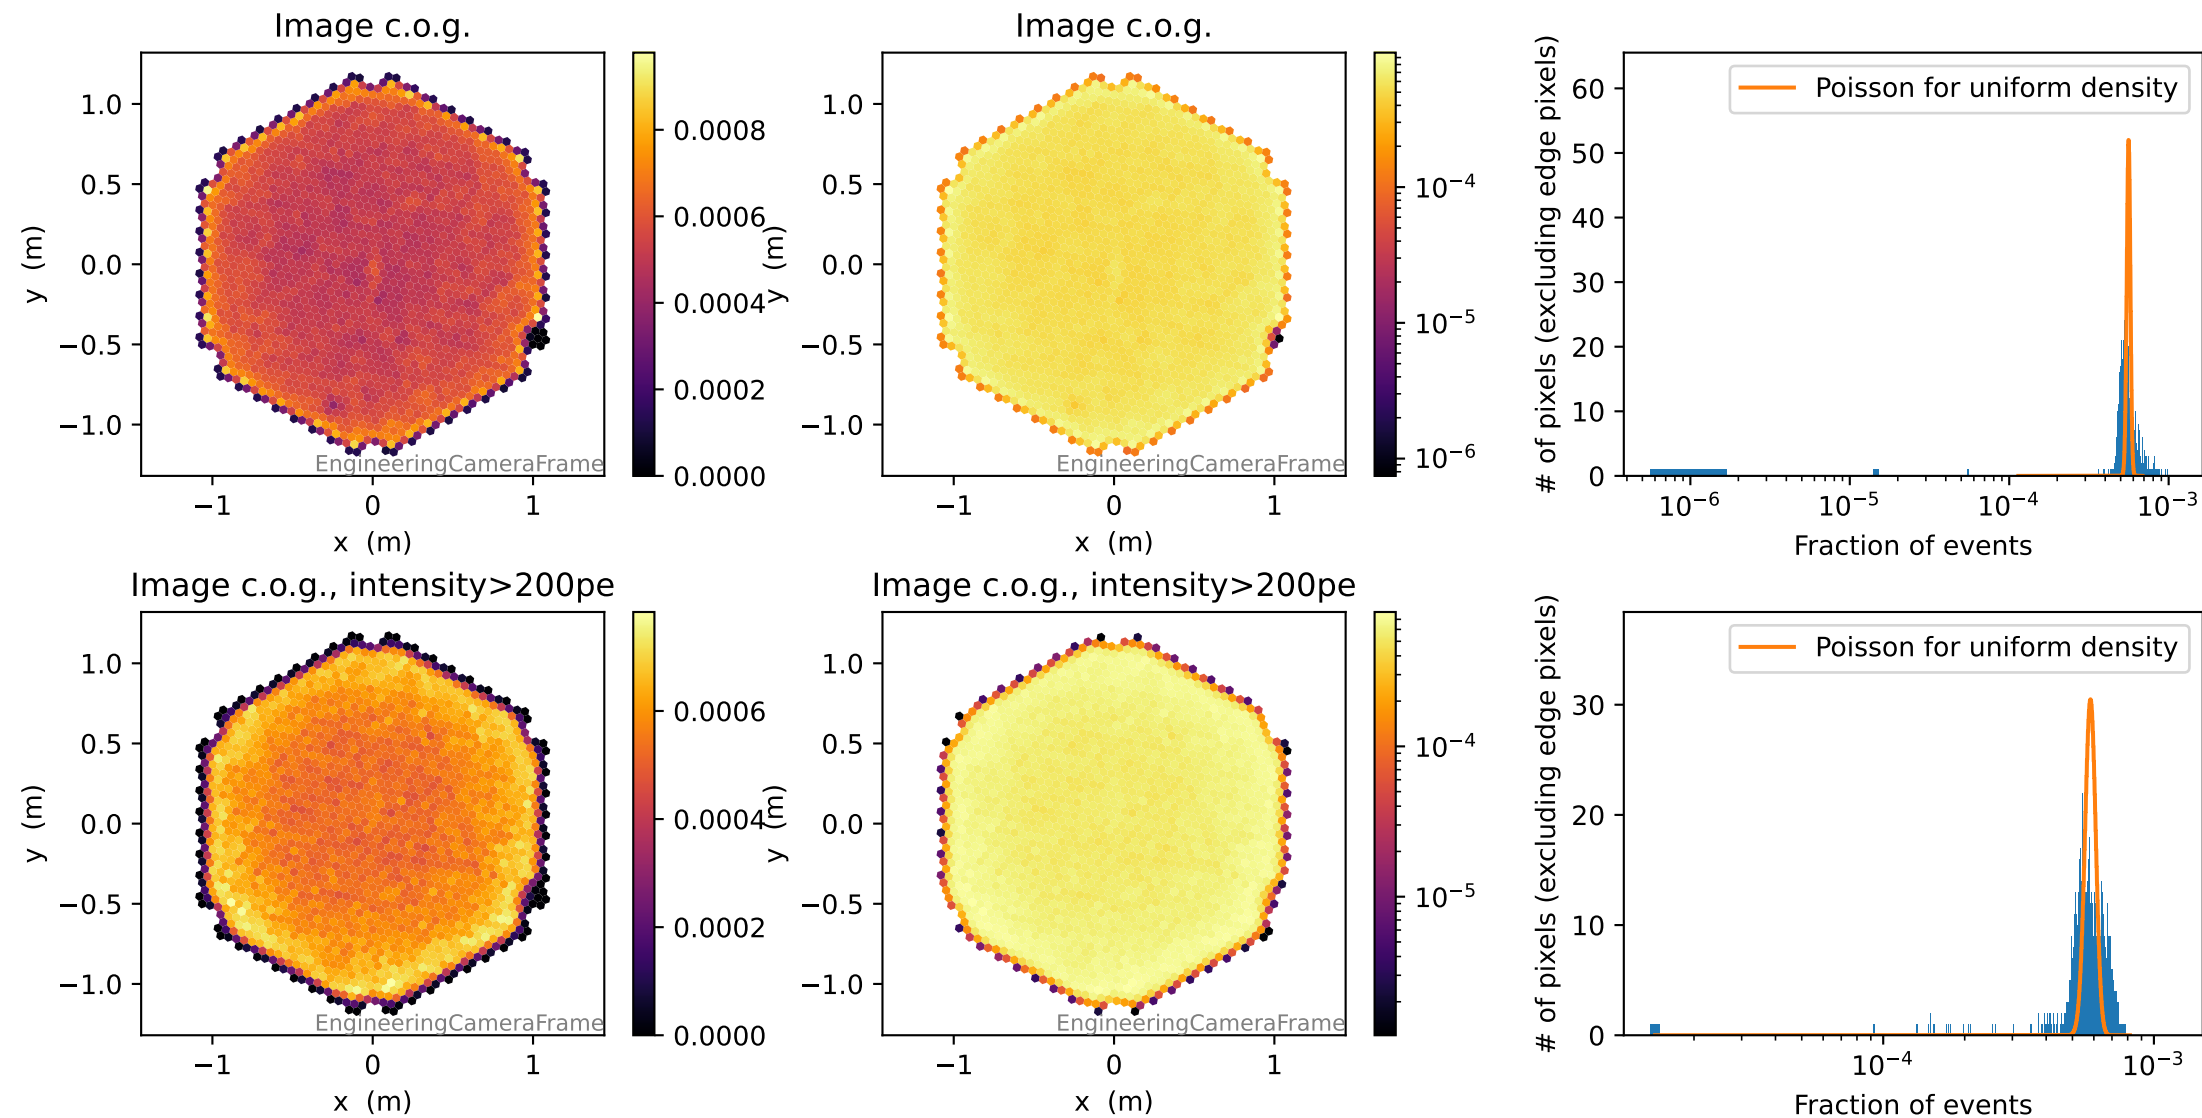 Image c.o.g.
y (m)
1.0
0.5
0.0
−0.5
−1.0
EngineeringCameraFrame
−1 0 1
x (m)
0.0008
0.0006
0.0004
0.0002
0.0000
Image c.o.g.
y (m)
1.0
0.5
0.0
−0.5
−1.0
EngineeringCameraFrame
−1 0 1
x (m)
10−4
10−5
10−6
# of pixels (excluding edge pixels)
60
50
40
30
20
10
0
Poisson for uniform density
10−6 10−5 10−4 10−3
Fraction of events
Image c.o.g., intensity>200pe
y (m)
1.0
0.5
0.0
−0.5
−1.0
EngineeringCameraFrame
−1 0 1
x (m)
0.0006
0.0004
0.0002
0.0000
Image c.o.g., intensity>200pe
y (m)
1.0
0.5
0.0
−0.5
−1.0
EngineeringCameraFrame
−1 0 1
x (m)
10−4
10−5
# of pixels (excluding edge pixels)
30
20
10
0
Poisson for uniform density
10−4 10−3
Fraction of events